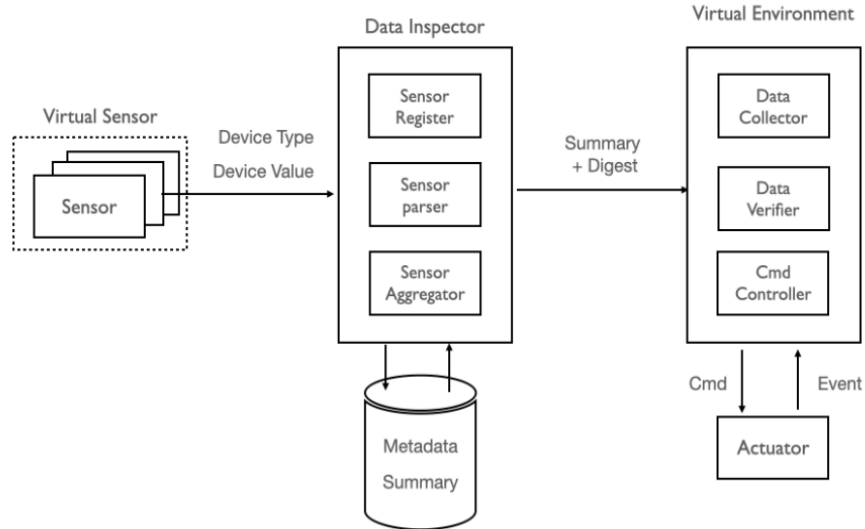 Virtual Sensor
Sensor
Device Type
Device Value
Data Inspector
Sensor
Register
Sensor
parser
Sensor
Aggregator
Metadata
Summary
Summary
+ Digest
Virtual Environment
Data
Collector
Data
Verifier
Cmd
Controller
Cmd
Event
Actuator